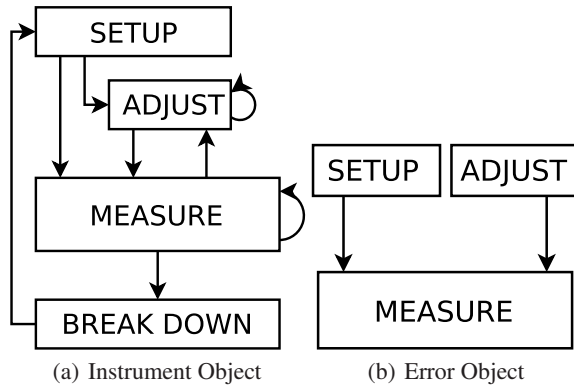 SETUP
ADJUST
MEASURE
BREAK DOWN
(a) Instrument Object
SETUP
ADJUST
MEASURE
(b) Error Object